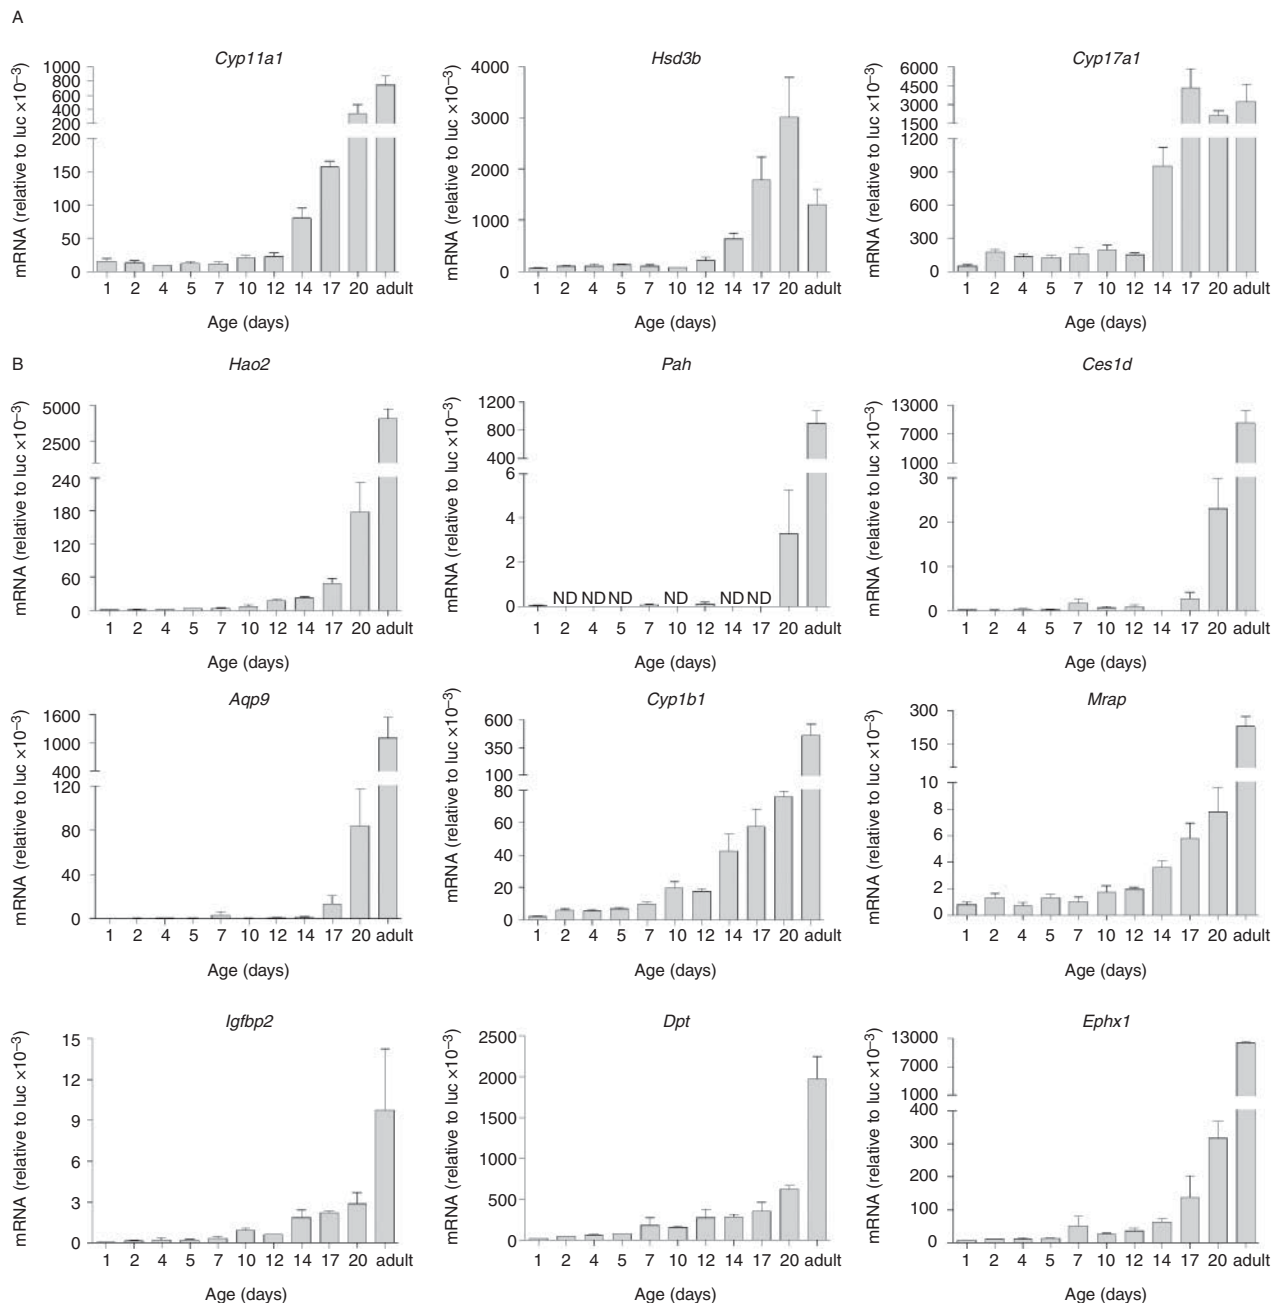 A
Cyp11a1
Hsd3b
Cyp17a1
mRNA (relative to luc ×10–3)
1000
800
600
400
200
200
150
100
50
0
1 2 4 5 7 10 12 14 17 20 adult
Age (days)
mRNA (relative to luc ×10–3)
4000
3000
2000
1000
0
1 2 4 5 7 10 12 14 17 20 adult
Age (days)
mRNA (relative to luc ×10–3)
6000
4500
3000
1500
1200
900
600
300
0
1 2 4 5 7 10 12 14 17 20 adult
Age (days)
B
Hao2
Pah
Ces1d
mRNA (relative to luc ×10–3)
5000
2500
240
180
120
60
0
1 2 4 5 7 10 12 14 17 20 adult
Age (days)
mRNA (relative to luc ×10–3)
1200
800
400
6
4
2
0
ND ND ND ND ND ND
1 2 4 5 7 10 12 14 17 20 adult
Age (days)
mRNA (relative to luc ×10–3)
13000
7000
1000
30
20
10
0
1 2 4 5 7 10 12 14 17 20 adult
Age (days)
Aqp9
Cyp1b1
Mrap
mRNA (relative to luc ×10–3)
1600
1000
400
120
80
40
0
1 2 4 5 7 10 12 14 17 20 adult
Age (days)
mRNA (relative to luc ×10–3)
600
350
100
80
60
40
20
0
1 2 4 5 7 10 12 14 17 20 adult
Age (days)
mRNA (relative to luc ×10–3)
300
150
10
8
6
4
2
0
1 2 4 5 7 10 12 14 17 20 adult
Age (days)
Igfbp2
Dpt
Ephx1
mRNA (relative to luc ×10–3)
15
12
9
6
3
0
1 2 4 5 7 10 12 14 17 20 adult
Age (days)
mRNA (relative to luc ×10–3)
2500
2000
1500
1000
500
0
1 2 4 5 7 10 12 14 17 20 adult
Age (days)
mRNA (relative to luc ×10–3)
13000
7000
1000
400
300
200
100
0
1 2 4 5 7 10 12 14 17 20 adult
Age (days)